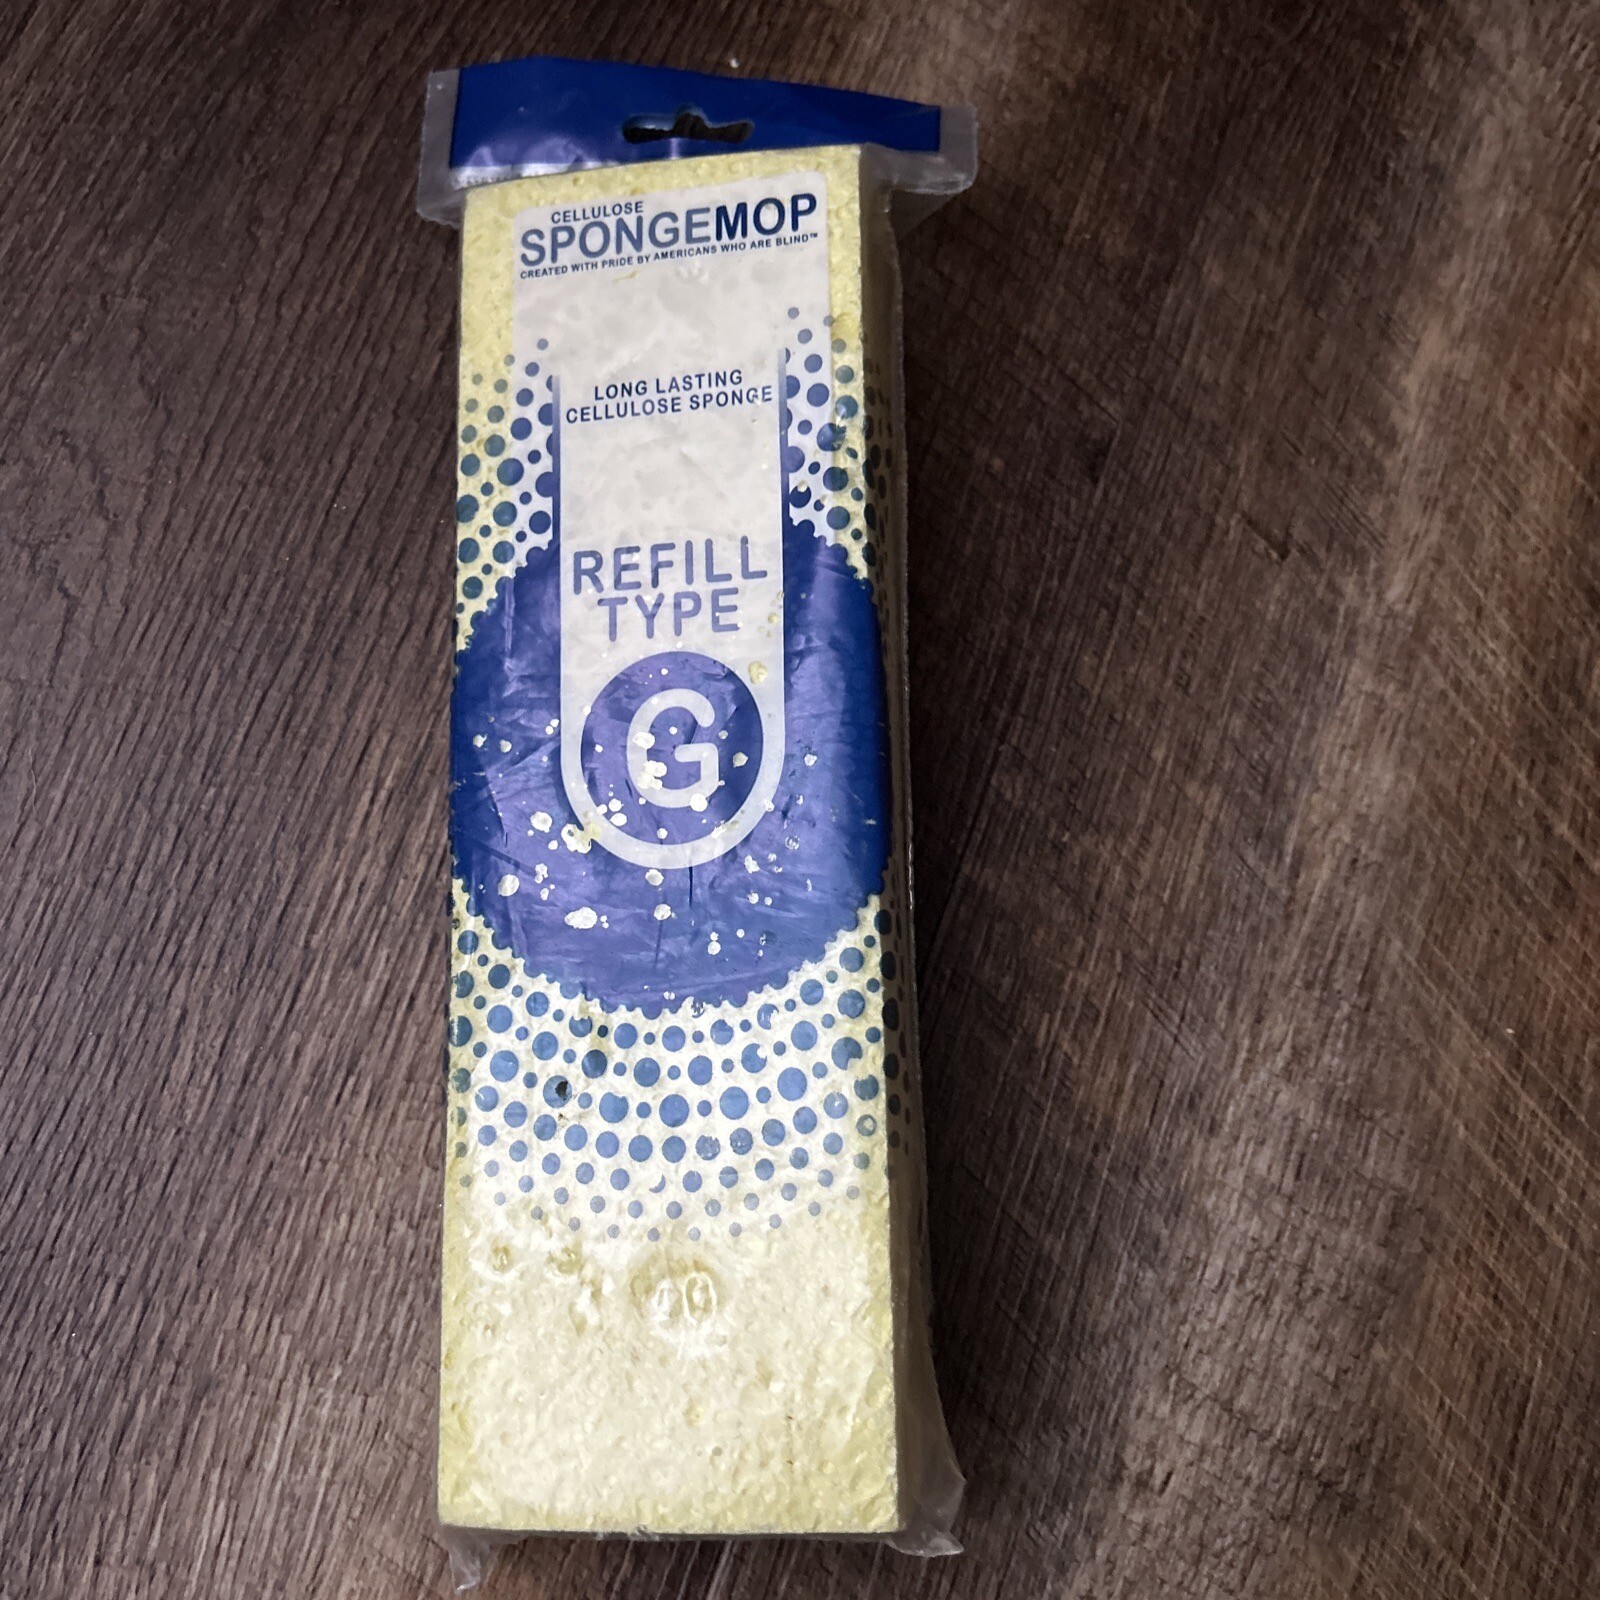 CELLULOSE
SPONGEMOP
CREATED WITH PRIDE BY AMERICANS WHO ARE BLIND™
LONG LASTING
CELLULOSE SPONGE
REFILL
TYPE
G